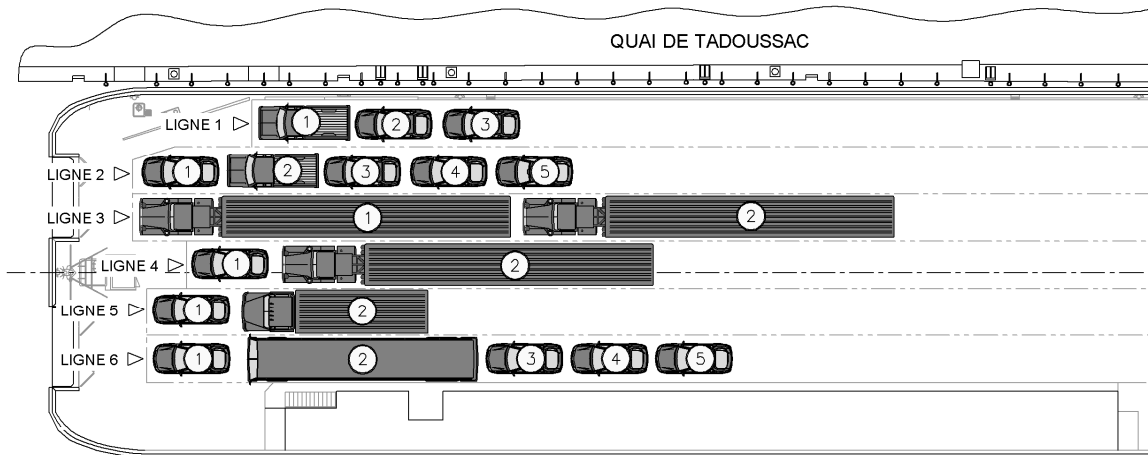 QUAI DE TADOUSSAC
LIGNE 1 1 2 3
LIGNE 2 1 2 3 4 5
LIGNE 3 1 2
LIGNE 4 1 2
LIGNE 5 1 2
LIGNE 6 1 2 3 4 5